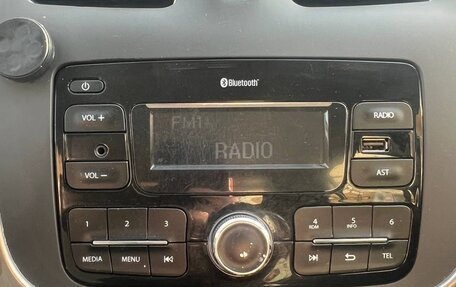 Bluetooth
VOL +
RADIO
FM1
RADIO
VOL −
AST
1 2 3
4 5 6
RDM INFO
MEDIA MENU
TEL